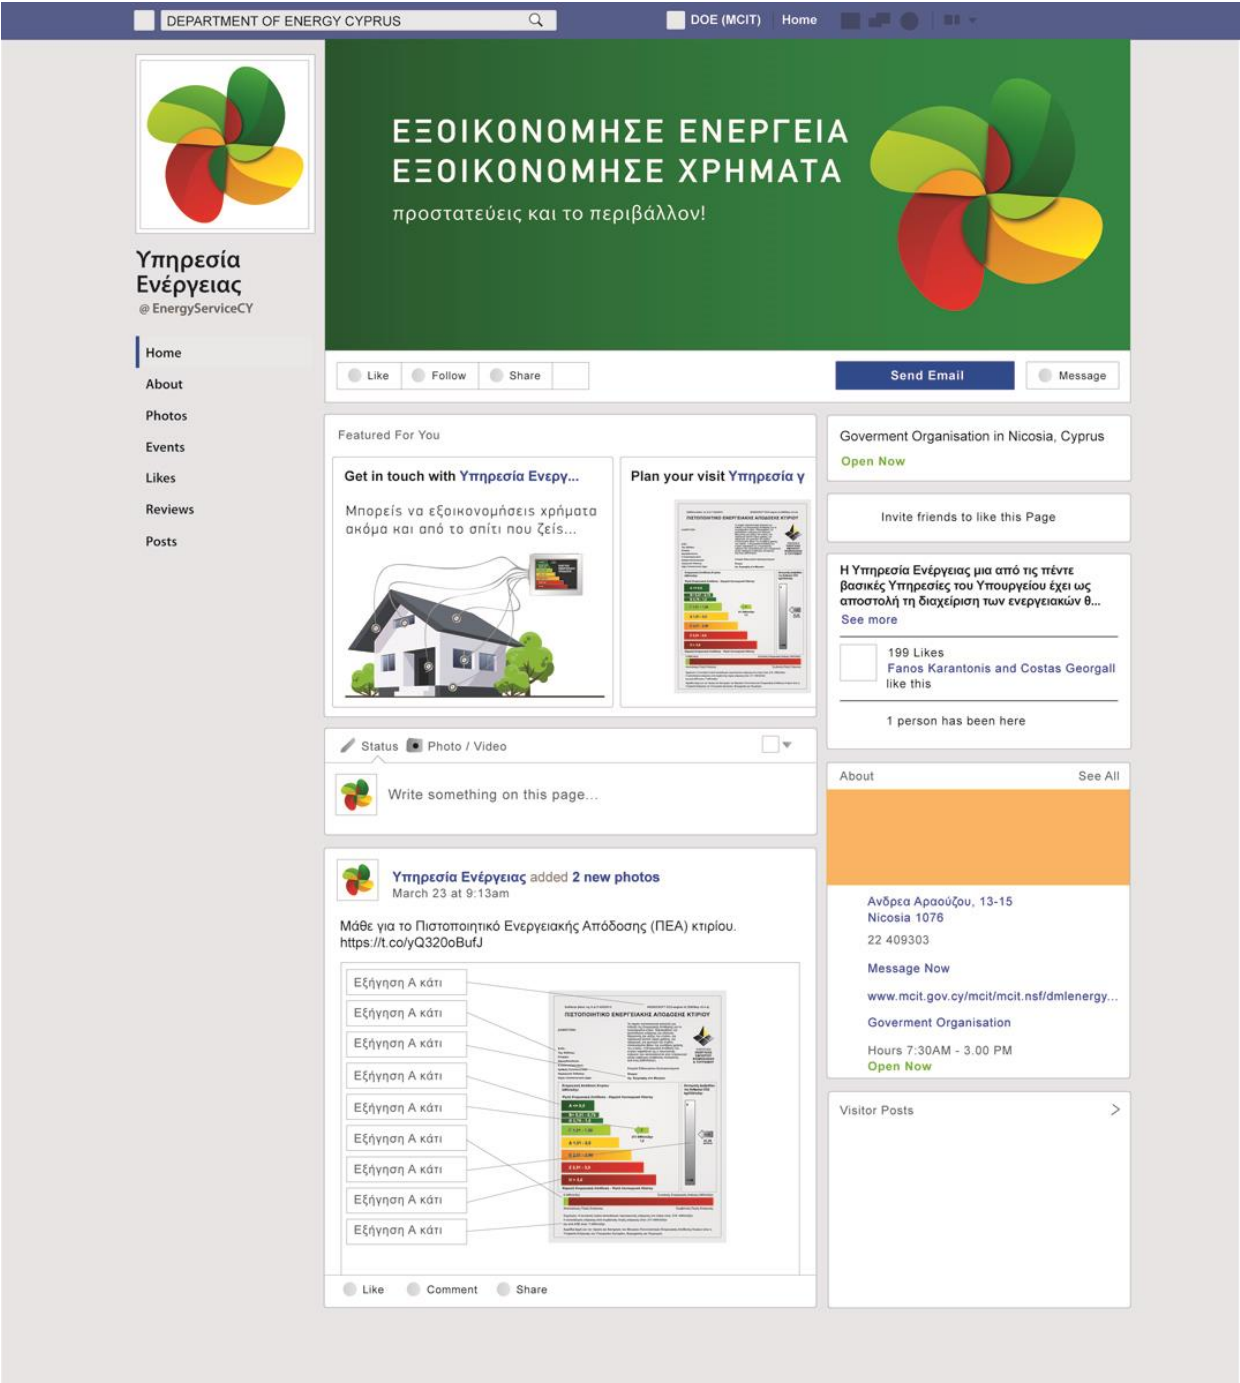 DEPARTMENT OF ENERGY CYPRUS
DOE (MCIT) Home
ΕΞΟΙΚΟΝΟΜΗΣΕ ΕΝΕΡΓΕΙΑ
ΕΞΟΙΚΟΝΟΜΗΣΕ ΧΡΗΜΑΤΑ
προστατεύεις και το περιβάλλον!
Υπηρεσία
Ενέργειας
@ EnergyServiceCY
Home
About
Photos
Events
Likes
Reviews
Posts
Like Follow Share
Send Email Message
Featured For You
Get in touch with Υπηρεσία Ενεργ...
Μπορείς να εξοικονομήσεις χρήματα
ακόμα και από το σπίτι που ζείς...
Plan your visit Υπηρεσία γ
ΠΙΣΤΟΠΟΙΗΤΙΚΟ ΕΝΕΡΓΕΙΑΚΗΣ ΑΠΟΔΟΣΗΣ ΚΤΙΡΙΟΥ
Goverment Organisation in Nicosia, Cyprus
Open Now
Invite friends to like this Page
Η Υπηρεσία Ενέργειας μια από τις πέντε
βασικές Υπηρεσίες του Υπουργείου έχει ως
αποστολή τη διαχείριση των ενεργειακών θ...
See more
199 Likes
Fanos Karantonis and Costas Georgall
like this
1 person has been here
Status Photo / Video
Write something on this page...
Υπηρεσία Ενέργειας added 2 new photos
March 23 at 9:13am
Μάθε για το Πιστοποιητικό Ενεργειακής Απόδοσης (ΠΕΑ) κτιρίου.
https://t.co/yQ320oBufJ
Εξήγηση Α κάτι
Εξήγηση Α κάτι
Εξήγηση Α κάτι
Εξήγηση Α κάτι
Εξήγηση Α κάτι
Εξήγηση Α κάτι
Εξήγηση Α κάτι
Εξήγηση Α κάτι
Εξήγηση Α κάτι
ΠΙΣΤΟΠΟΙΗΤΙΚΟ ΕΝΕΡΓΕΙΑΚΗΣ ΑΠΟΔΟΣΗΣ ΚΤΙΡΙΟΥ
Like Comment Share
About See All
Ανδρεα Αραούζου, 13-15
Nicosia 1076
22 409303
Message Now
www.mcit.gov.cy/mcit/mcit.nsf/dmlenergy...
Goverment Organisation
Hours 7:30AM - 3.00 PM
Open Now
Visitor Posts